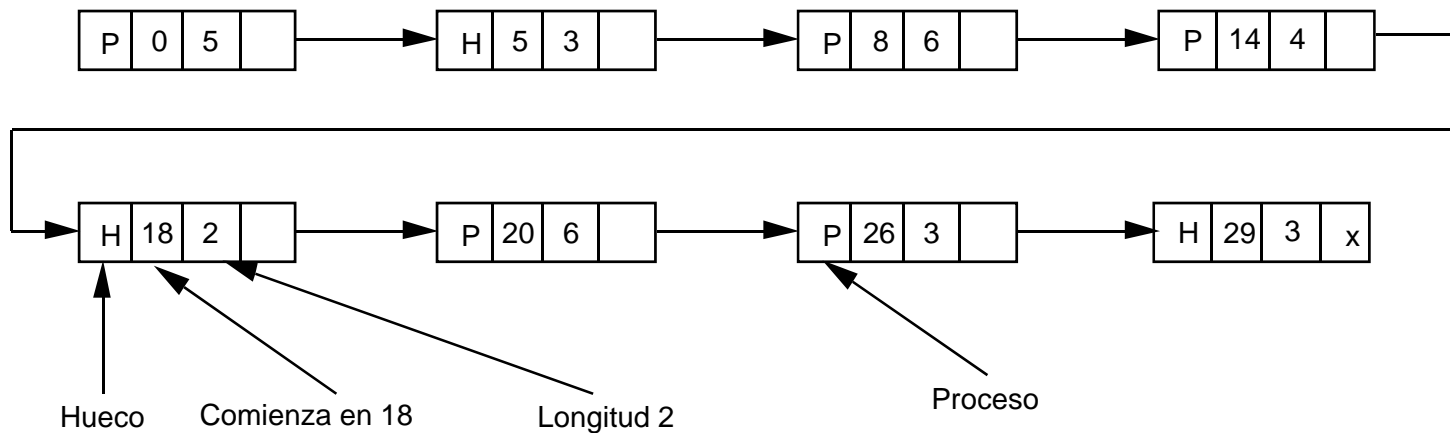 P 0 5
H 5 3
P 8 6
P 14 4
H 18 2
P 20 6
P 26 3
H 29 3 x
Hueco
Comienza en 18
Longitud 2
Proceso